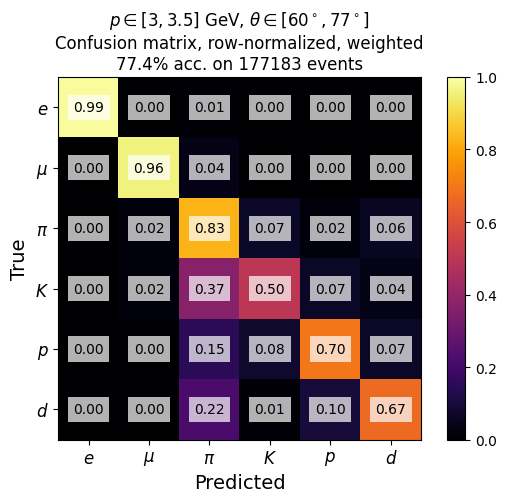 p ∈ [3, 3.5] GeV, θ ∈ [60°, 77°]
Confusion matrix, row-normalized, weighted
77.4% acc. on 177183 events
True
e 0.99 0.00 0.01 0.00 0.00 0.00
μ 0.00 0.96 0.04 0.00 0.00 0.00
π 0.00 0.02 0.83 0.07 0.02 0.06
K 0.00 0.02 0.37 0.50 0.07 0.04
p 0.00 0.00 0.15 0.08 0.70 0.07
d 0.00 0.00 0.22 0.01 0.10 0.67
e μ π K p d
Predicted
1.0
0.8
0.6
0.4
0.2
0.0